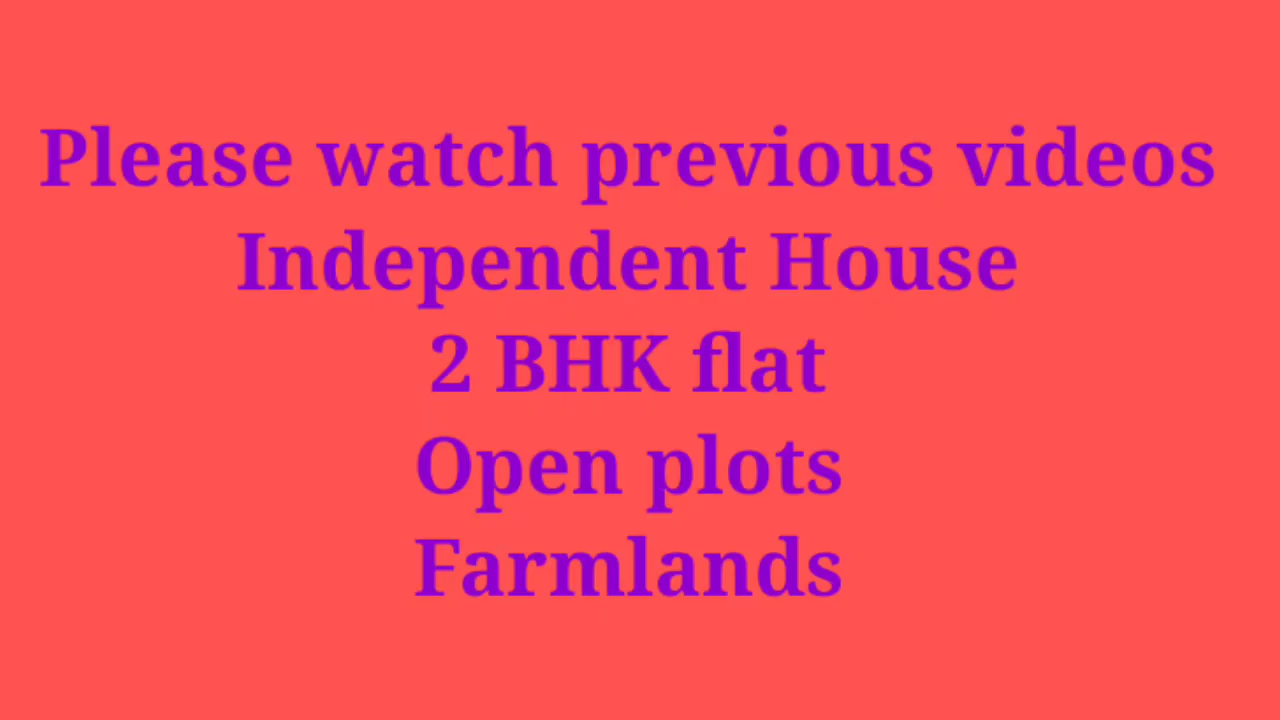 Please watch previous videos
Independent House
2 BHK flat
Open plots
Farmlands